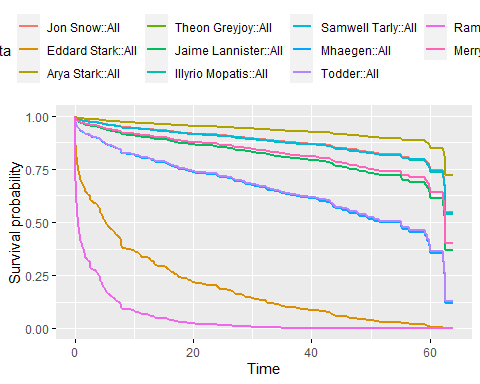 ta
Jon Snow::All
Theon Greyjoy::All
Samwell Tarly::All
Ram
Eddard Stark::All
Jaime Lannister::All
Mhaegen::All
Merry
Arya Stark::All
Illyrio Mopatis::All
Todder::All
1.00
0.75
0.50
0.25
0.00
Survival probability
0
20
40
60
Time